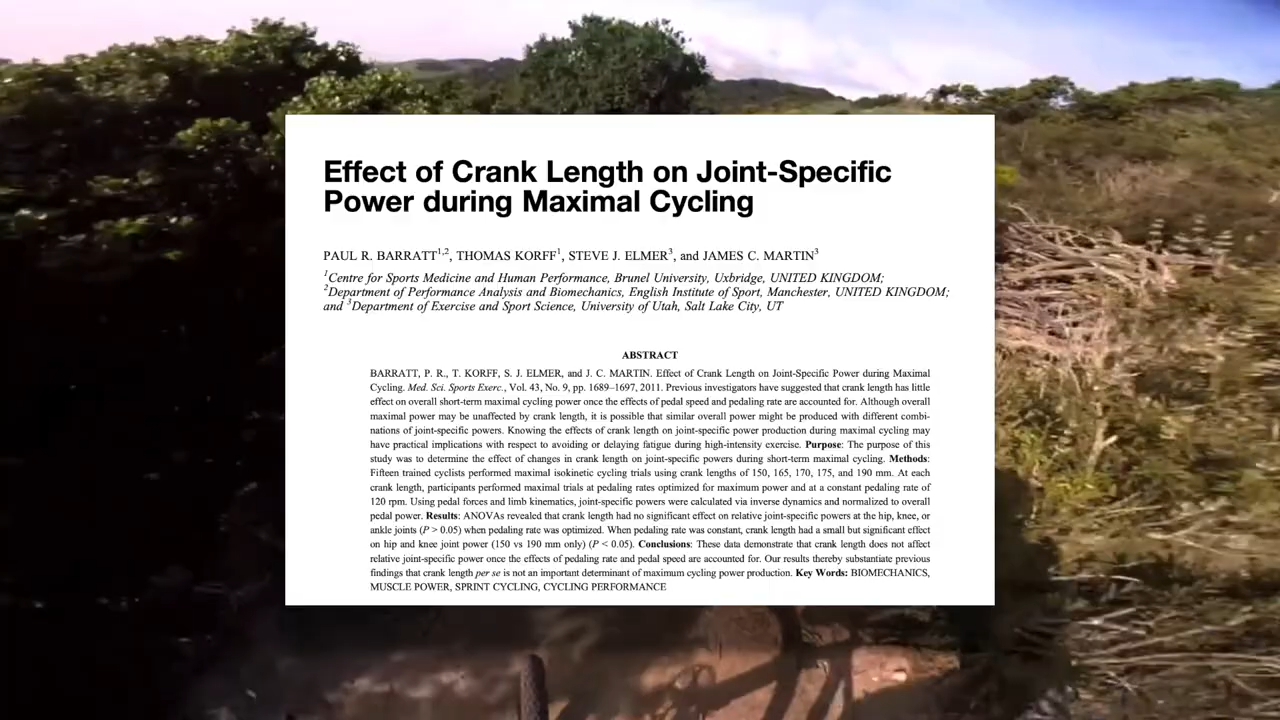 Effect of Crank Length on Joint-Specific
Power during Maximal Cycling
PAUL R. BARRATT1,2, THOMAS KORFF1, STEVE J. ELMER3, and JAMES C. MARTIN3
1Centre for Sports Medicine and Human Performance, Brunel University, Uxbridge, UNITED KINGDOM;
2Department of Performance Analysis and Biomechanics, English Institute of Sport, Manchester, UNITED KINGDOM;
and 3Department of Exercise and Sport Science, University of Utah, Salt Lake City, UT
ABSTRACT
BARRATT, P. R., T. KORFF, S. J. ELMER, and J. C. MARTIN. Effect of Crank Length on Joint-Specific Power during Maximal
Cycling. Med. Sci. Sports Exerc., Vol. 43, No. 9, pp. 1689–1697, 2011. Previous investigators have suggested that crank length has little
effect on overall short-term maximal cycling power once the effects of pedal speed and pedaling rate are accounted for. Although overall
maximal power may be unaffected by crank length, it is possible that similar overall power might be produced with different combi-
nations of joint-specific powers. Knowing the effects of crank length on joint-specific power production during maximal cycling may
have practical implications with respect to avoiding or delaying fatigue during high-intensity exercise. Purpose: The purpose of this
study was to determine the effect of changes in crank length on joint-specific powers during short-term maximal cycling. Methods:
Fifteen trained cyclists performed maximal isokinetic cycling trials using crank lengths of 150, 165, 170, 175, and 190 mm. At each
crank length, participants performed maximal trials at pedaling rates optimized for maximum power and at a constant pedaling rate of
120 rpm. Using pedal forces and limb kinematics, joint-specific powers were calculated via inverse dynamics and normalized to overall
pedal power. Results: ANOVAs revealed that crank length had no significant effect on relative joint-specific powers at the hip, knee, or
ankle joints (P > 0.05) when pedaling rate was optimized. When pedaling rate was constant, crank length had a small but significant effect
on hip and knee joint power (150 vs 190 mm only) (P < 0.05). Conclusions: These data demonstrate that crank length does not affect
relative joint-specific power once the effects of pedaling rate and pedal speed are accounted for. Our results thereby substantiate previous
findings that crank length per se is not an important determinant of maximum cycling power production. Key Words: BIOMECHANICS,
MUSCLE POWER, SPRINT CYCLING, CYCLING PERFORMANCE